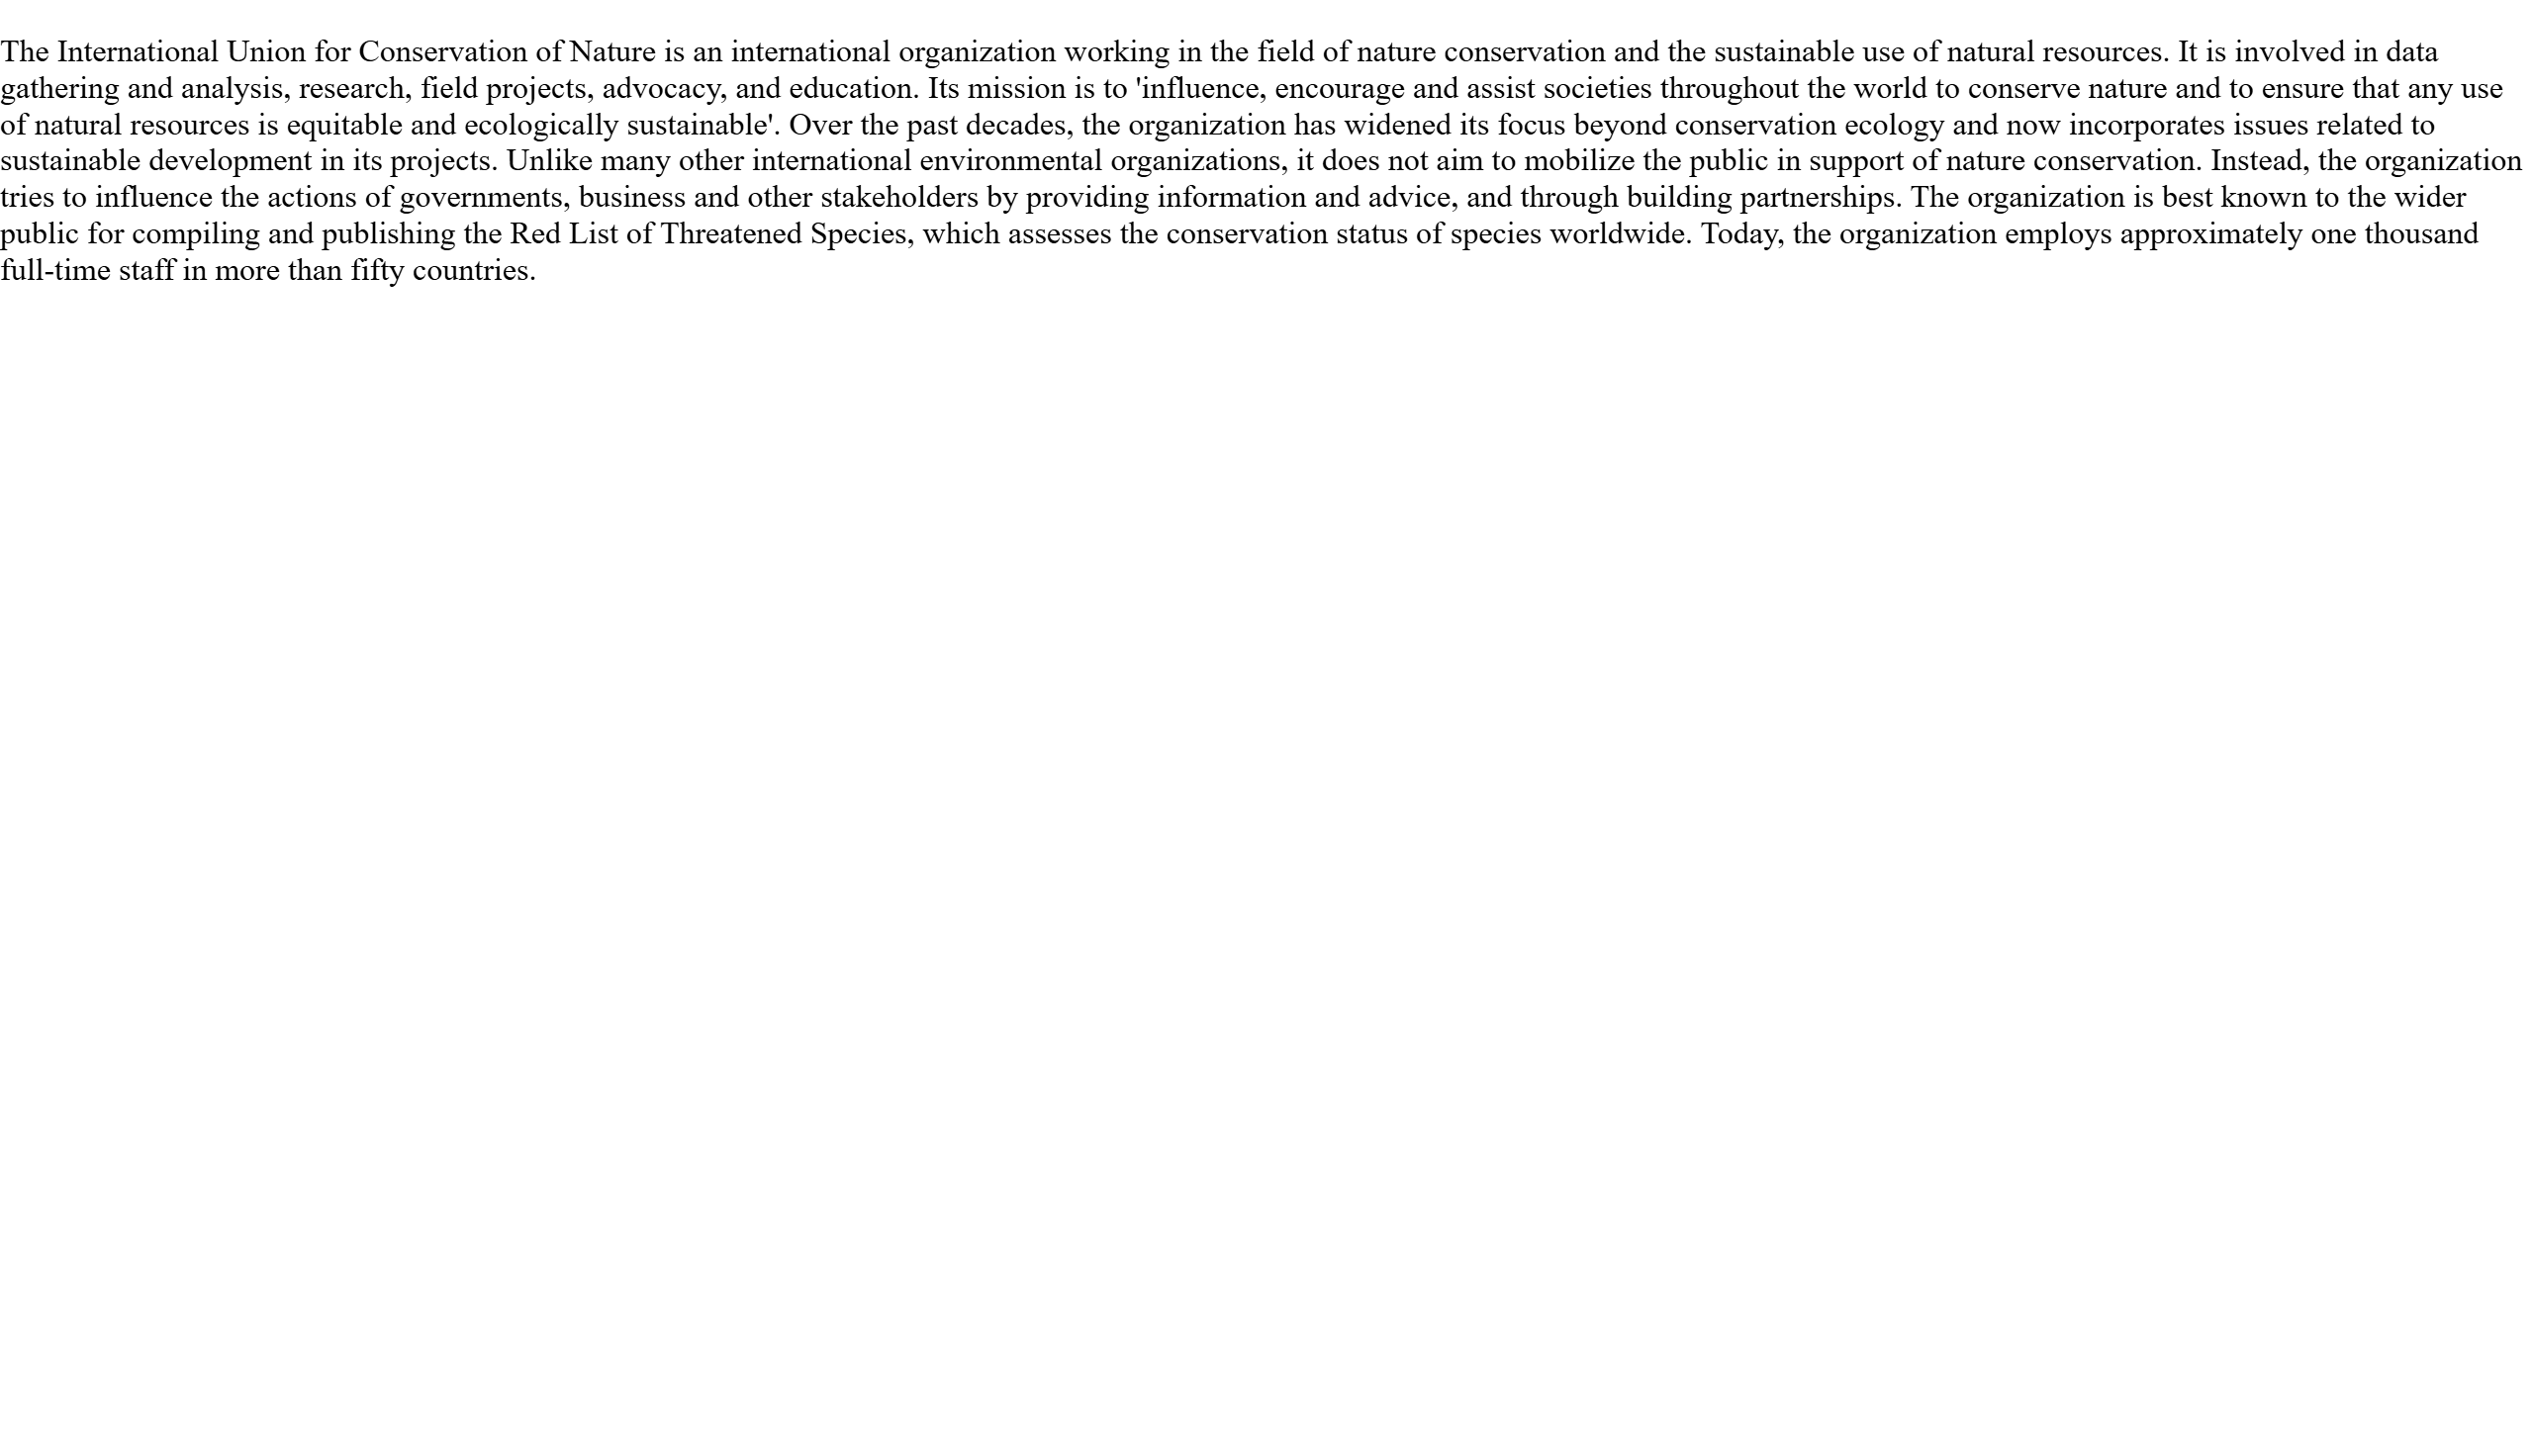 The International Union for Conservation of Nature is an international organization working in the field of nature conservation and the sustainable use of natural resources. It is involved in data
gathering and analysis, research, field projects, advocacy, and education. Its mission is to 'influence, encourage and assist societies throughout the world to conserve nature and to ensure that any use
of natural resources is equitable and ecologically sustainable'. Over the past decades, the organization has widened its focus beyond conservation ecology and now incorporates issues related to
sustainable development in its projects. Unlike many other international environmental organizations, it does not aim to mobilize the public in support of nature conservation. Instead, the organization
tries to influence the actions of governments, business and other stakeholders by providing information and advice, and through building partnerships. The organization is best known to the wider
public for compiling and publishing the Red List of Threatened Species, which assesses the conservation status of species worldwide. Today, the organization employs approximately one thousand
full-time staff in more than fifty countries.